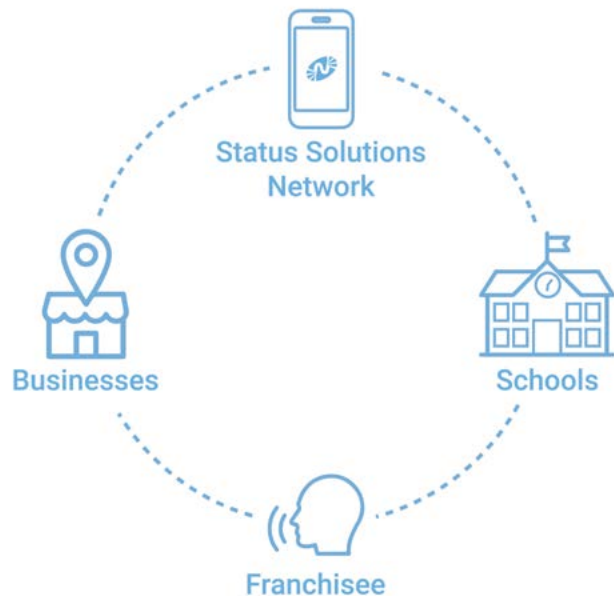 Status Solutions
Network
Businesses
Schools
Franchisee